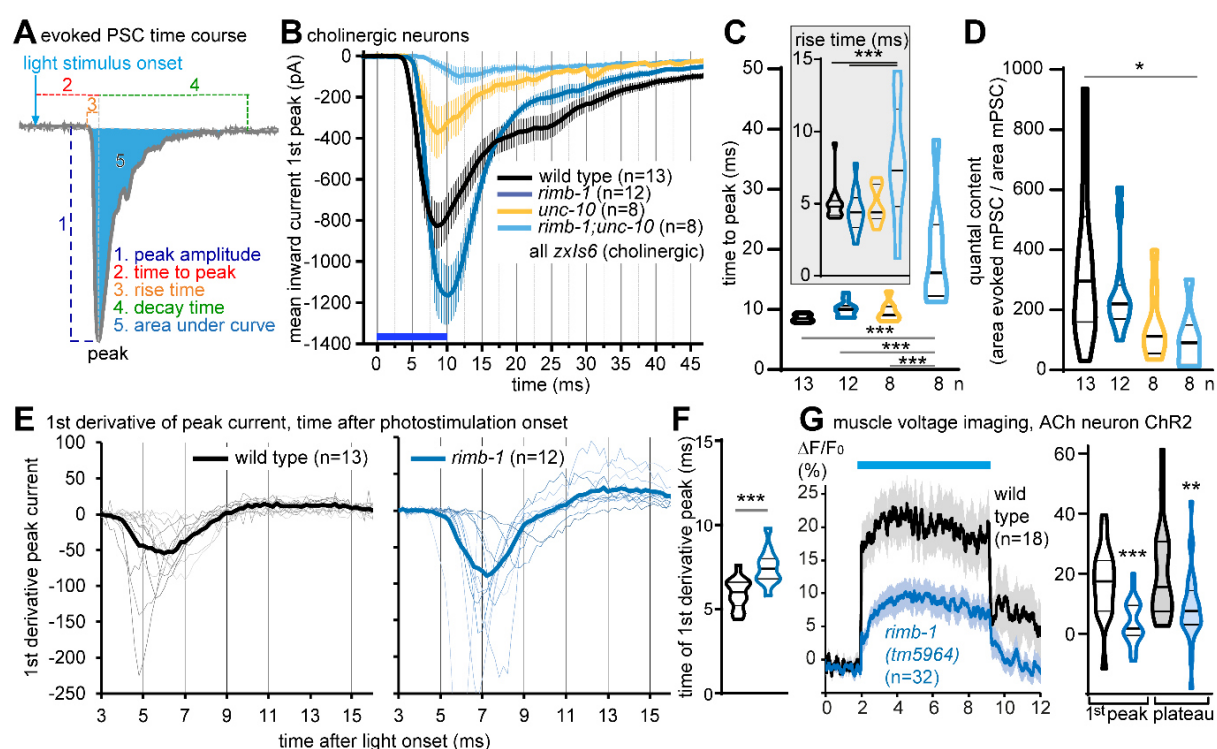 A evoked PSC time course
light stimulus onset
2
4
3
5
1
1. peak amplitude
2. time to peak
3. rise time
4. decay time
5. area under curve
peak
B cholinergic neurons
mean inward current 1st peak (pA)
0
-200
-400
-600
-800
-1000
-1200
-1400
wild type (n=13)
rimb-1 (n=12)
unc-10 (n=8)
rimb-1;unc-10 (n=8)
all zxIs6 (cholinergic)
0 5 10 15 20 25 30 35 40 45
time (ms)
C
time to peak (ms)
50
40
30
20
10
0
rise time (ms)
15
10
5
0
***
***
***
***
13 12 8 8 n
D
quantal content
(area evoked mPSC / area mPSC)
1000
800
600
400
200
0
*
13 12 8 8 n
E 1st derivative of peak current, time after photostimulation onset
1st derivative peak current
100
50
0
-50
-100
-150
-200
-250
wild type (n=13)
rimb-1 (n=12)
3 5 7 9 11 13 15
3 5 7 9 11 13 15
time after light onset (ms)
F
time of 1st derivative peak (ms)
15
10
5
0
***
G muscle voltage imaging, ACh neuron ChR2
ΔF/F0
(%)
25
20
15
10
5
0
wild
type
(n=18)
rimb-1
(tm5964)
(n=32)
0 2 4 6 8 10 12
60
40
20
0
***
**
1st peak plateau